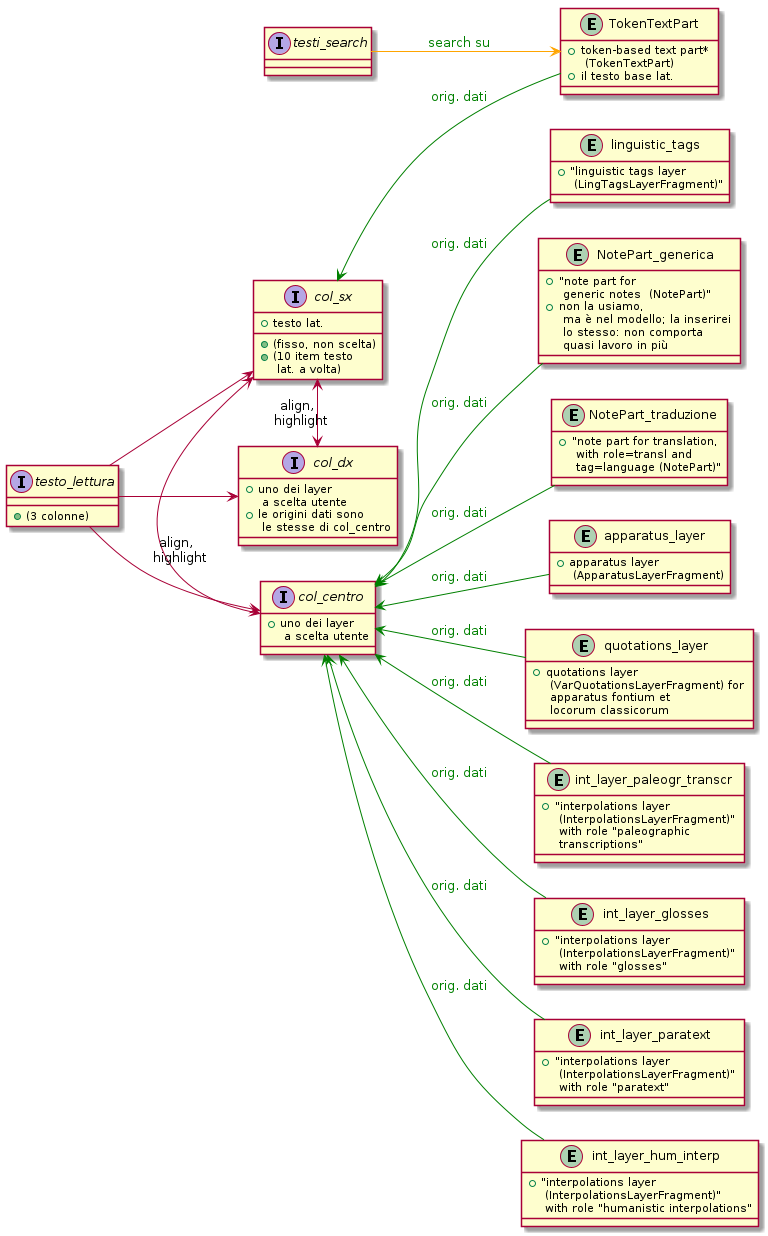 I testi_search
search su
E TokenTextPart
token-based text part*
(TokenTextPart)
il testo base lat.
orig. dati
E linguistic_tags
"linguistic tags layer
(LingTagsLayerFragment)"
orig. dati
E NotePart_generica
"note part for
generic notes  (NotePart)"
non la usiamo,
ma è nel modello; la inserirei
lo stesso: non comporta
quasi lavoro in più
I col_sx
testo lat.
(fisso, non scelta)
(10 item testo
lat. a volta)
orig. dati
align,
highlight
E NotePart_traduzione
"note part for translation,
with role=transl and
tag=language (NotePart)"
I testo_lettura
(3 colonne)
I col_dx
uno dei layer
a scelta utente
le origini dati sono
le stesse di col_centro
orig. dati
align,
highlight
E apparatus_layer
apparatus layer
(ApparatusLayerFragment)
orig. dati
I col_centro
uno dei layer
a scelta utente
orig. dati
E quotations_layer
quotations layer
(VarQuotationsLayerFragment) for
apparatus fontium et
locorum classicorum
orig. dati
E int_layer_paleogr_transcr
"interpolations layer
(InterpolationsLayerFragment)"
with role "paleographic
transcriptions"
orig. dati
E int_layer_glosses
"interpolations layer
(InterpolationsLayerFragment)"
with role "glosses"
orig. dati
E int_layer_paratext
"interpolations layer
(InterpolationsLayerFragment)"
with role "paratext"
orig. dati
E int_layer_hum_interp
"interpolations layer
(InterpolationsLayerFragment)"
with role "humanistic interpolations"